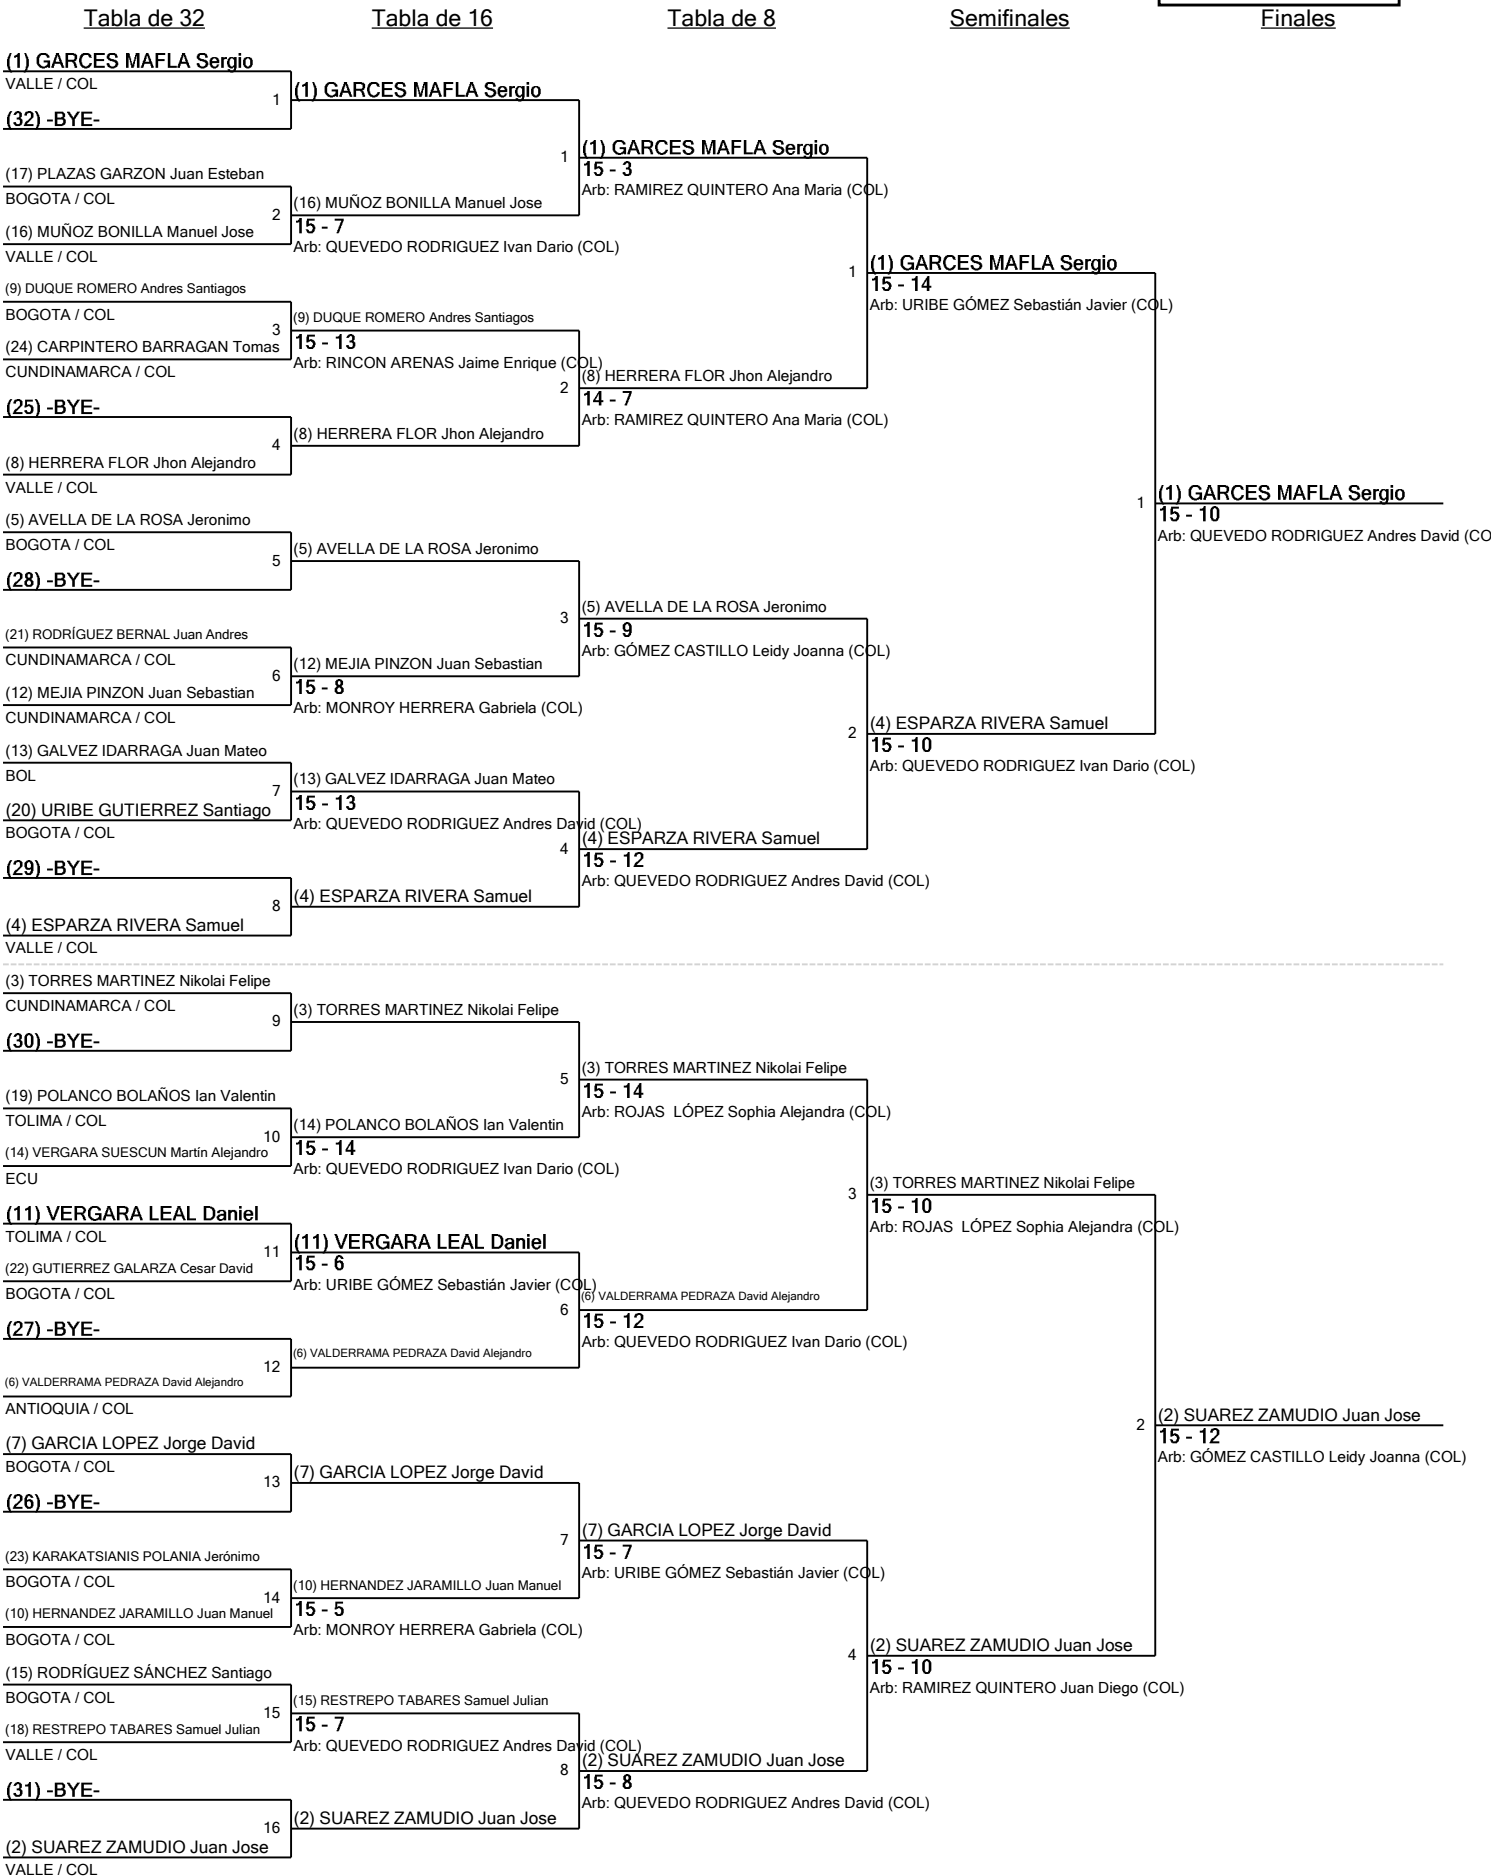 Tabla de 32
Tabla de 16
Tabla de 8
Semifinales
Finales
(1) GARCES MAFLA Sergio
VALLE / COL
1
(32) -BYE-
(17) PLAZAS GARZON Juan Esteban
BOGOTA / COL
2
(16) MUÑOZ BONILLA Manuel Jose
VALLE / COL
(9) DUQUE ROMERO Andres Santiagos
BOGOTA / COL
3
(24) CARPINTERO BARRAGAN Tomas
CUNDINAMARCA / COL
(25) -BYE-
4
(8) HERRERA FLOR Jhon Alejandro
VALLE / COL
(5) AVELLA DE LA ROSA Jeronimo
BOGOTA / COL
5
(28) -BYE-
(21) RODRÍGUEZ BERNAL Juan Andres
CUNDINAMARCA / COL
6
(12) MEJIA PINZON Juan Sebastian
CUNDINAMARCA / COL
(13) GALVEZ IDARRAGA Juan Mateo
BOL
7
(20) URIBE GUTIERREZ Santiago
BOGOTA / COL
(29) -BYE-
8
(4) ESPARZA RIVERA Samuel
VALLE / COL
(3) TORRES MARTINEZ Nikolai Felipe
CUNDINAMARCA / COL
9
(30) -BYE-
(19) POLANCO BOLAÑOS Ian Valentin
TOLIMA / COL
10
(14) VERGARA SUESCUN Martín Alejandro
ECU
(11) VERGARA LEAL Daniel
TOLIMA / COL
11
(22) GUTIERREZ GALARZA Cesar David
BOGOTA / COL
(27) -BYE-
12
(6) VALDERRAMA PEDRAZA David Alejandro
ANTIOQUIA / COL
(7) GARCIA LOPEZ Jorge David
BOGOTA / COL
13
(26) -BYE-
(23) KARAKATSIANIS POLANIA Jerónimo
BOGOTA / COL
14
(10) HERNANDEZ JARAMILLO Juan Manuel
BOGOTA / COL
(15) RODRÍGUEZ SÁNCHEZ Santiago
BOGOTA / COL
15
(18) RESTREPO TABARES Samuel Julian
VALLE / COL
(31) -BYE-
16
(2) SUAREZ ZAMUDIO Juan Jose
VALLE / COL
(1) GARCES MAFLA Sergio
1
(16) MUÑOZ BONILLA Manuel Jose
15 - 7
Arb: QUEVEDO RODRIGUEZ Ivan Dario (COL)
(9) DUQUE ROMERO Andres Santiagos
15 - 13
Arb: RINCON ARENAS Jaime Enrique (COL)
2
(8) HERRERA FLOR Jhon Alejandro
(5) AVELLA DE LA ROSA Jeronimo
3
(12) MEJIA PINZON Juan Sebastian
15 - 8
Arb: MONROY HERRERA Gabriela (COL)
(13) GALVEZ IDARRAGA Juan Mateo
15 - 13
Arb: QUEVEDO RODRIGUEZ Andres David (COL)
4
(4) ESPARZA RIVERA Samuel
(3) TORRES MARTINEZ Nikolai Felipe
5
(14) POLANCO BOLAÑOS Ian Valentin
15 - 14
Arb: QUEVEDO RODRIGUEZ Ivan Dario (COL)
(11) VERGARA LEAL Daniel
15 - 6
Arb: URIBE GÓMEZ Sebastián Javier (COL)
6
(6) VALDERRAMA PEDRAZA David Alejandro
(7) GARCIA LOPEZ Jorge David
7
(10) HERNANDEZ JARAMILLO Juan Manuel
15 - 5
Arb: MONROY HERRERA Gabriela (COL)
(15) RESTREPO TABARES Samuel Julian
15 - 7
Arb: QUEVEDO RODRIGUEZ Andres David (COL)
8
(2) SUAREZ ZAMUDIO Juan Jose
(1) GARCES MAFLA Sergio
15 - 3
Arb: RAMIREZ QUINTERO Ana Maria (COL)
1
(8) HERRERA FLOR Jhon Alejandro
14 - 7
Arb: RAMIREZ QUINTERO Ana Maria (COL)
(5) AVELLA DE LA ROSA Jeronimo
15 - 9
Arb: GÓMEZ CASTILLO Leidy Joanna (COL)
2
(4) ESPARZA RIVERA Samuel
15 - 12
Arb: QUEVEDO RODRIGUEZ Andres David (COL)
(3) TORRES MARTINEZ Nikolai Felipe
15 - 14
Arb: ROJAS LÓPEZ Sophia Alejandra (COL)
3
(6) VALDERRAMA PEDRAZA David Alejandro
15 - 12
Arb: QUEVEDO RODRIGUEZ Ivan Dario (COL)
(7) GARCIA LOPEZ Jorge David
15 - 7
Arb: URIBE GÓMEZ Sebastián Javier (COL)
4
(2) SUAREZ ZAMUDIO Juan Jose
15 - 8
Arb: QUEVEDO RODRIGUEZ Andres David (COL)
(1) GARCES MAFLA Sergio
15 - 14
Arb: URIBE GÓMEZ Sebastián Javier (COL)
1
(4) ESPARZA RIVERA Samuel
15 - 10
Arb: QUEVEDO RODRIGUEZ Ivan Dario (COL)
(3) TORRES MARTINEZ Nikolai Felipe
15 - 10
Arb: ROJAS LÓPEZ Sophia Alejandra (COL)
2
(2) SUAREZ ZAMUDIO Juan Jose
15 - 10
Arb: RAMIREZ QUINTERO Juan Diego (COL)
(1) GARCES MAFLA Sergio
15 - 10
Arb: QUEVEDO RODRIGUEZ Andres David (CO
(2) SUAREZ ZAMUDIO Juan Jose
15 - 12
Arb: GÓMEZ CASTILLO Leidy Joanna (COL)